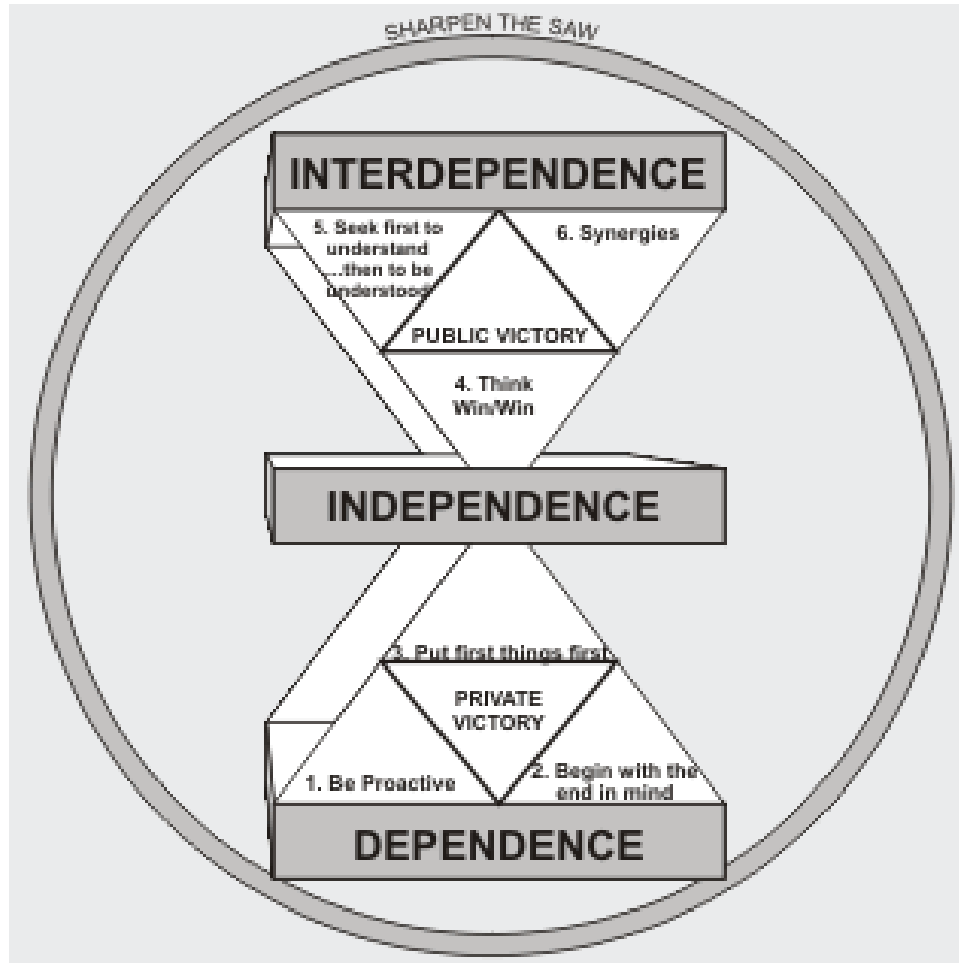 SHARPEN THE SAW
INTERDEPENDENCE
5. Seek first to
understand
...then to be
understood
6. Synergies
PUBLIC VICTORY
4. Think
Win/Win
INDEPENDENCE
3. Put first things first
PRIVATE
VICTORY
1. Be Proactive
2. Begin with the
end in mind
DEPENDENCE